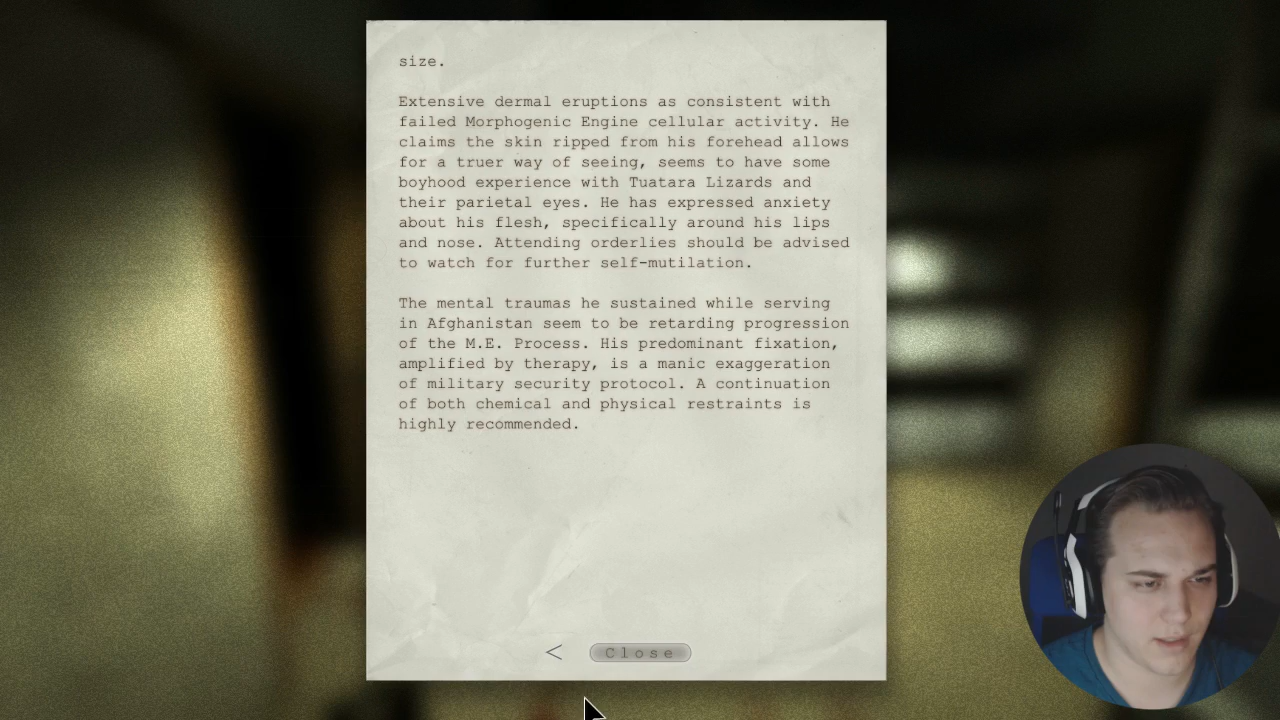 size.
Extensive dermal eruptions as consistent with
failed Morphogenic Engine cellular activity. He
claims the skin ripped from his forehead allows
for a truer way of seeing, seems to have some
boyhood experience with Tuatara Lizards and
their parietal eyes. He has expressed anxiety
about his flesh, specifically around his lips
and nose. Attending orderlies should be advised
to watch for further self-mutilation.
The mental traumas he sustained while serving
in Afghanistan seem to be retarding progression
of the M.E. Process. His predominant fixation,
amplified by therapy, is a manic exaggeration
of military security protocol. A continuation
of both chemical and physical restraints is
highly recommended.
< Close